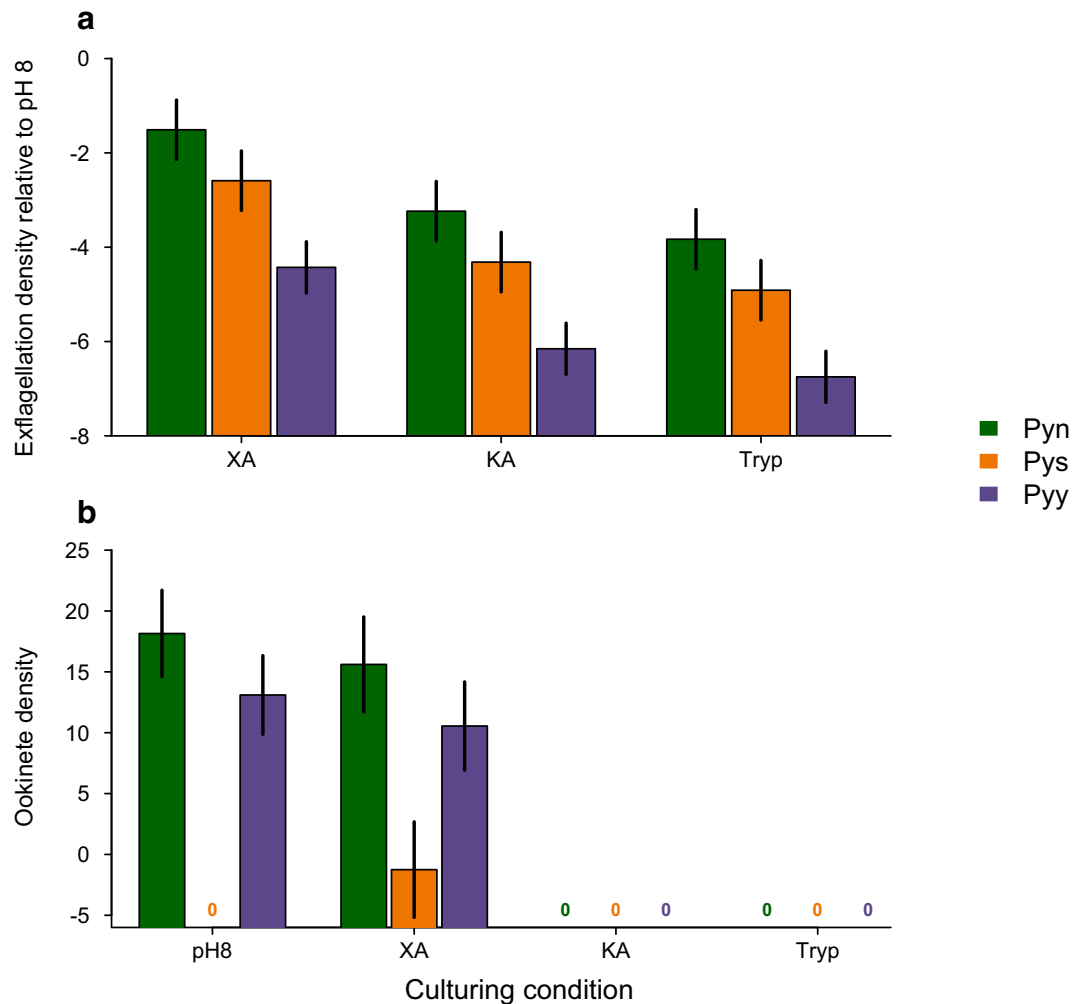 a
Exflagellation density relative to pH 8
0
-2
-4
-6
-8
XA KA Tryp
Pyn
Pys
Pyy
b
Ookinete density
25
20
15
10
5
0
-5
0 0 0 0 0 0 0
pH8 XA KA Tryp
Culturing condition